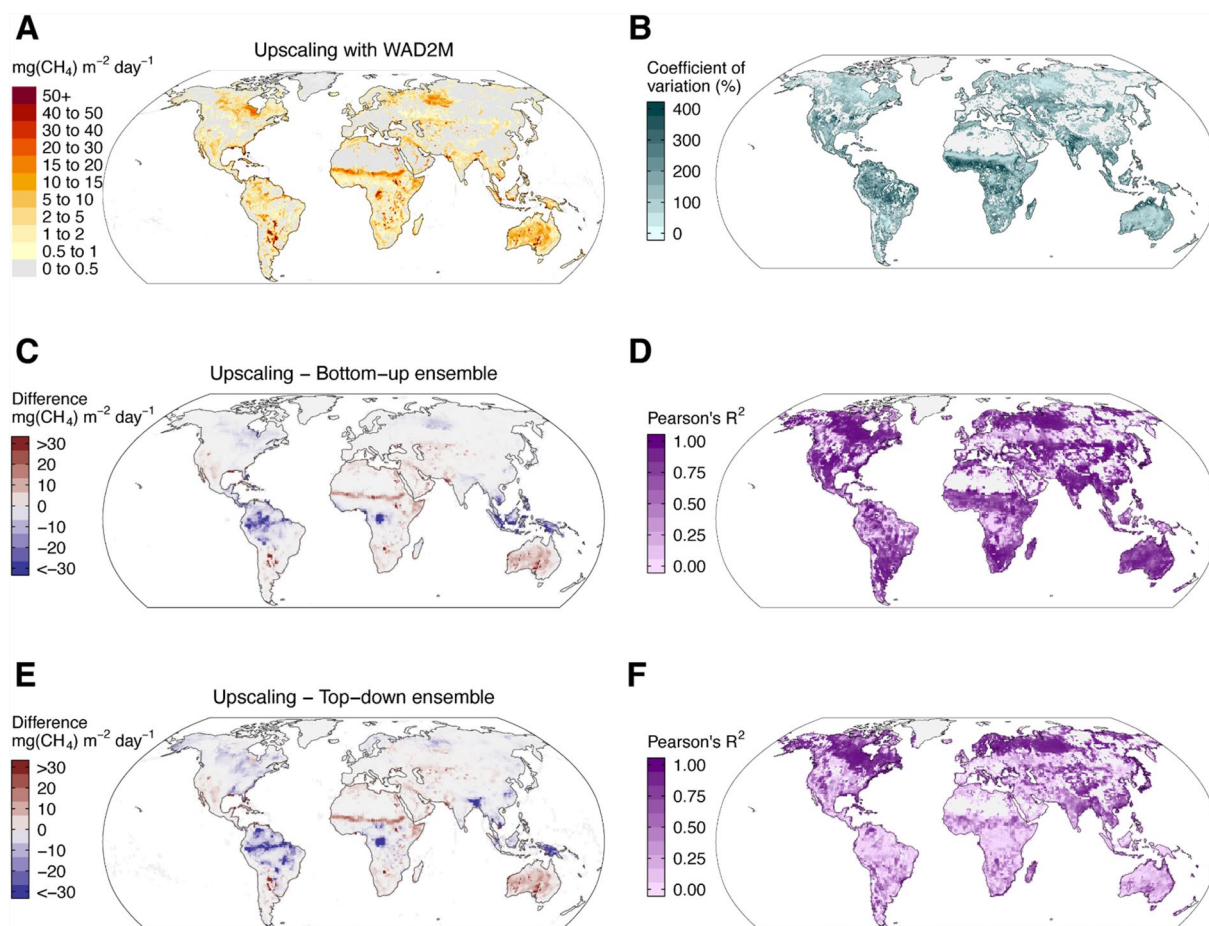 A
Upscaling with WAD2M
mg(CH₄) m⁻² day⁻¹
50+
40 to 50
30 to 40
20 to 30
15 to 20
10 to 15
5 to 10
2 to 5
1 to 2
0.5 to 1
0 to 0.5
B
Coefficient of
variation (%)
400
300
200
100
0
C
Upscaling − Bottom−up ensemble
Difference
mg(CH₄) m⁻² day⁻¹
>30
20
10
0
−10
−20
<−30
D
Pearson's R²
1.00
0.75
0.50
0.25
0.00
E
Upscaling − Top−down ensemble
Difference
mg(CH₄) m⁻² day⁻¹
>30
20
10
0
−10
−20
<−30
F
Pearson's R²
1.00
0.75
0.50
0.25
0.00